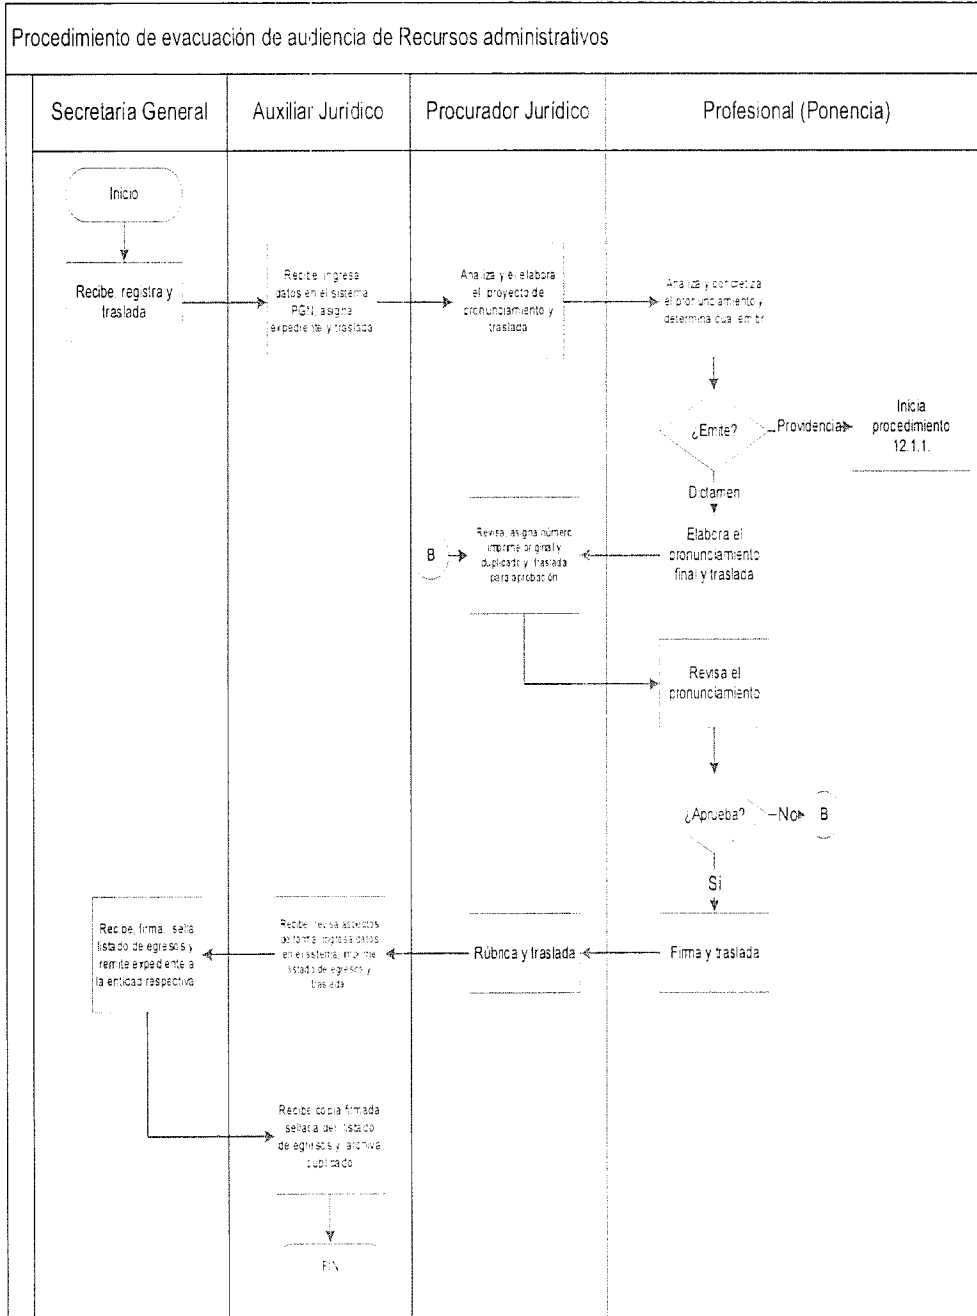 Procedimiento de evacuación de audiencia de Recursos administrativos
Secretaria General
Auxiliar Jurídico
Procurador Jurídico
Profesional (Ponencia)
Inicio
Recibe, registra y
traslada
Recibe, ingresa
datos en el sistema
PGN, asigna
expediente y traslada
Analiza y elabora
el proyecto de
pronunciamiento y
traslada
Analiza y concretiza
el pronunciamiento y
determina cual emitir
¿Emite?
Providencia
Inicia
procedimiento
12.1.1.
Dictamen
Elabora el
pronunciamiento
final y traslada
Revisa, asigna número
imprime original y
duplicado y traslada
para aprobación
B
Revisa el
pronunciamiento
¿Aprueba?
No
B
Si
Firma y traslada
Rúbrica y traslada
Recibe, revisa aspectos
de forma, ingresa datos
en el sistema, imprime
listado de egresos y
traslada
Recibe, firma, sella
listado de egresos y
remite expediente a
la entidad respectiva
Recibe copia firmada
sellada del listado
de egresos y archiva
duplicado
FIN